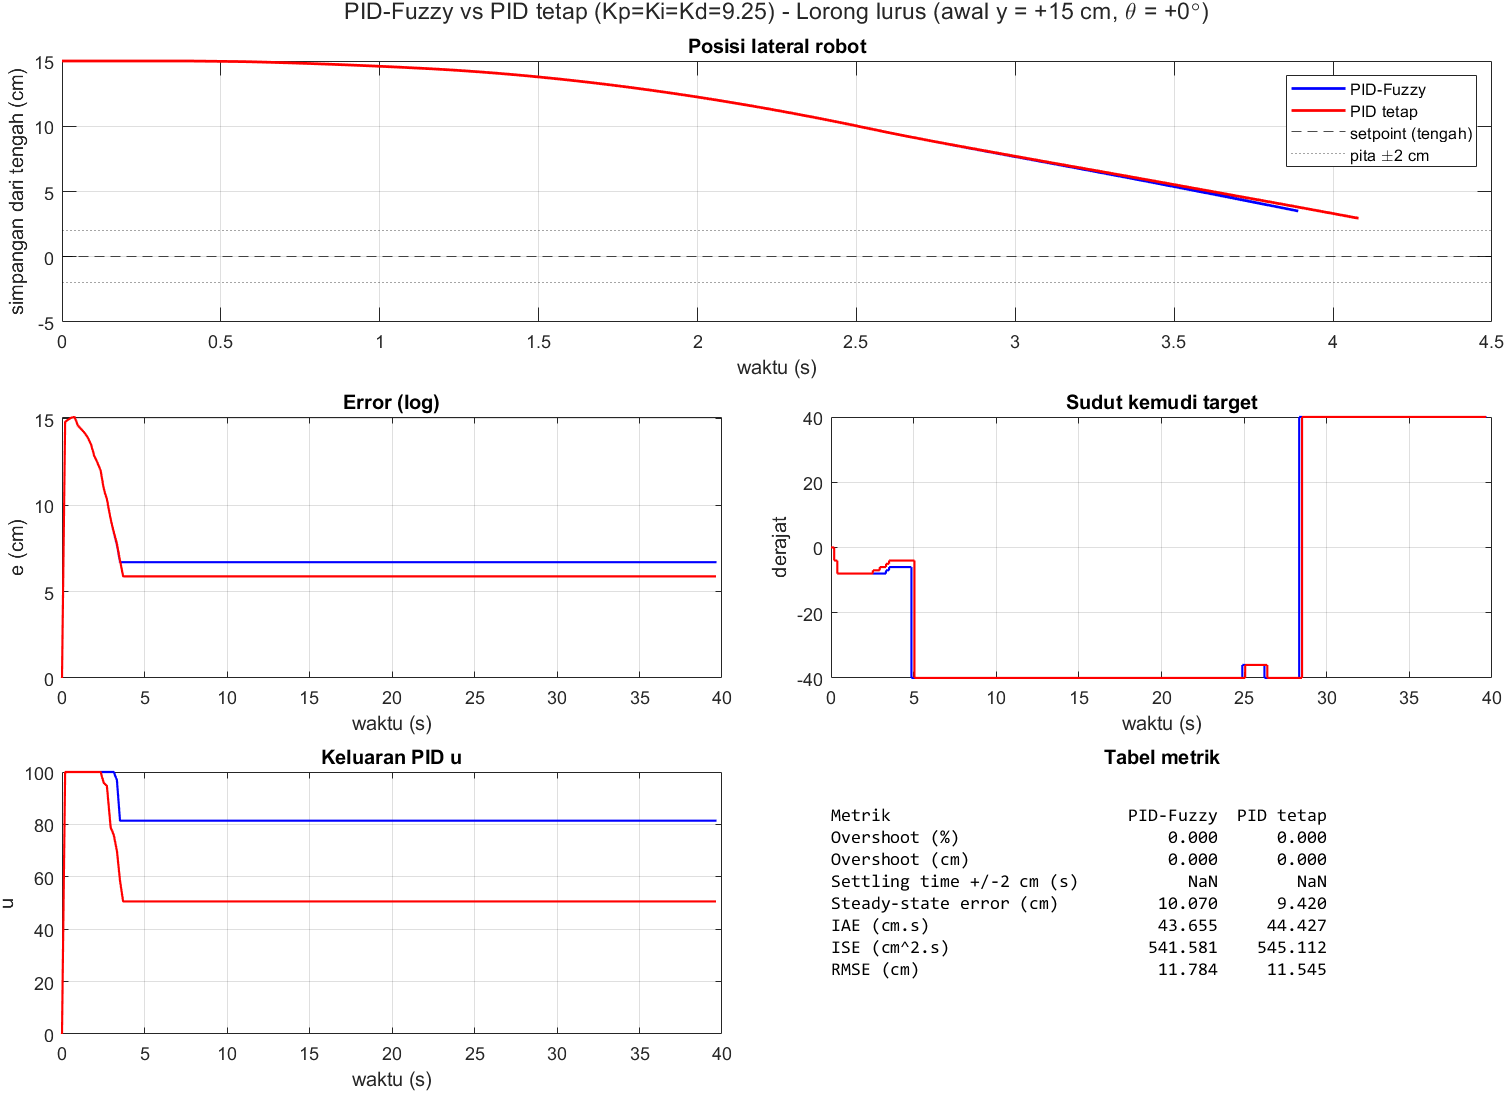 PID-Fuzzy vs PID tetap (Kp=Ki=Kd=9.25) - Lorong lurus (awal y = +15 cm, θ = +0°)
Posisi lateral robot
simpangan dari tengah (cm)
15
10
5
0
-5
PID-Fuzzy
PID tetap
setpoint (tengah)
pita ±2 cm
0 0.5 1 1.5 2 2.5 3 3.5 4 4.5
waktu (s)
Error (log)
e (cm)
15
10
5
0
0 5 10 15 20 25 30 35 40
waktu (s)
Sudut kemudi target
derajat
40
20
0
-20
-40
0 5 10 15 20 25 30 35 40
waktu (s)
Keluaran PID u
u
100
80
60
40
20
0
0 5 10 15 20 25 30 35 40
waktu (s)
Tabel metrik
Metrik PID-Fuzzy PID tetap
Overshoot (%) 0.000 0.000
Overshoot (cm) 0.000 0.000
Settling time +/-2 cm (s) NaN NaN
Steady-state error (cm) 10.070 9.420
IAE (cm.s) 43.655 44.427
ISE (cm^2.s) 541.581 545.112
RMSE (cm) 11.784 11.545